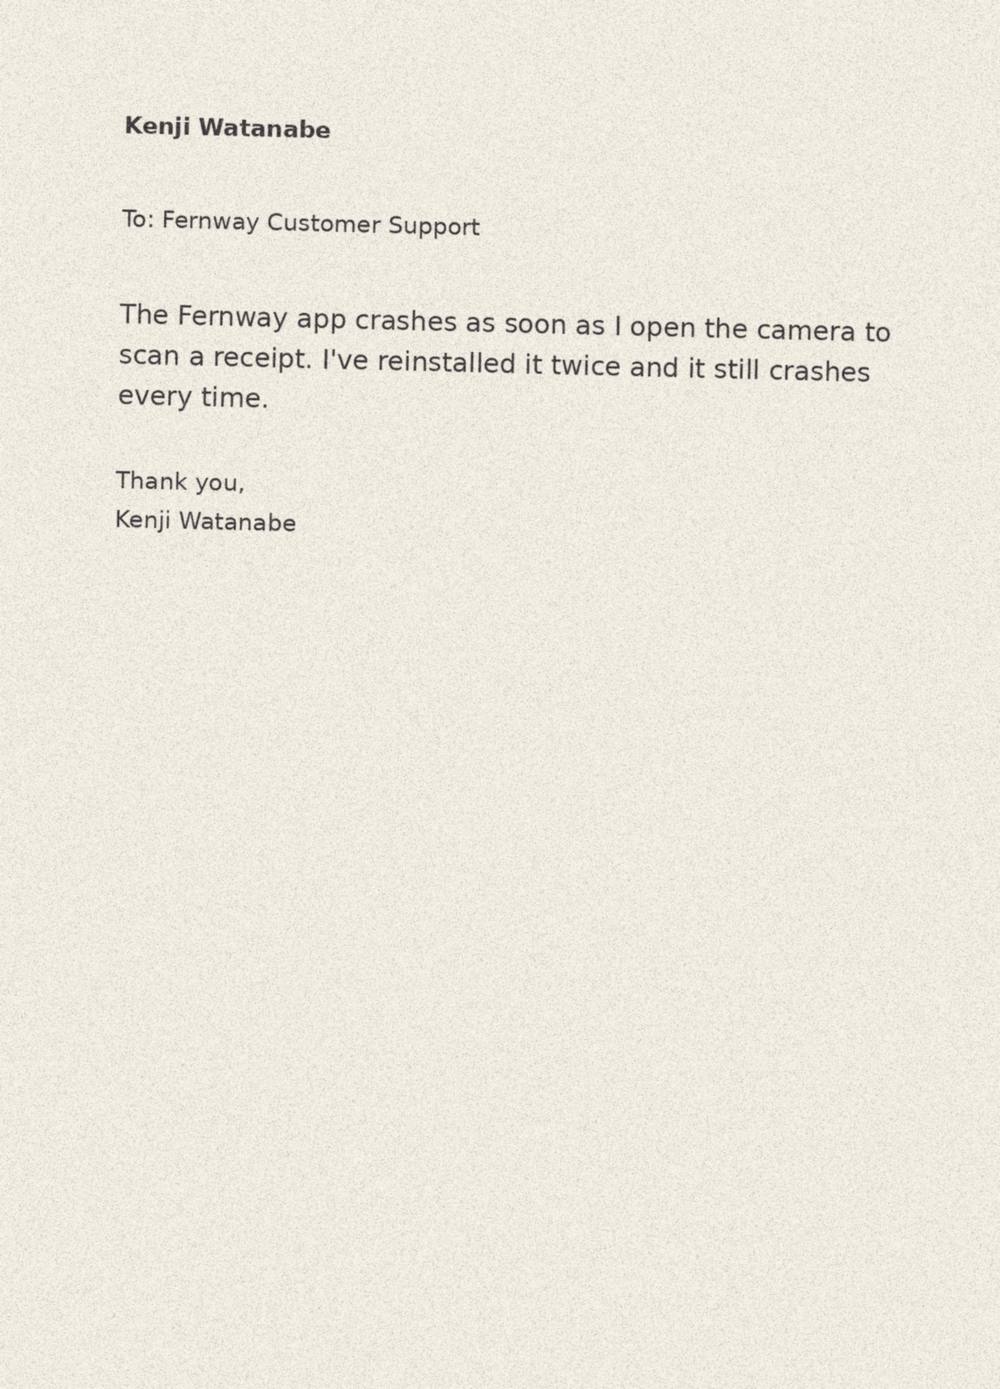 Kenji Watanabe
To: Fernway Customer Support
The Fernway app crashes as soon as I open the camera to
scan a receipt. I've reinstalled it twice and it still crashes
every time.
Thank you,
Kenji Watanabe